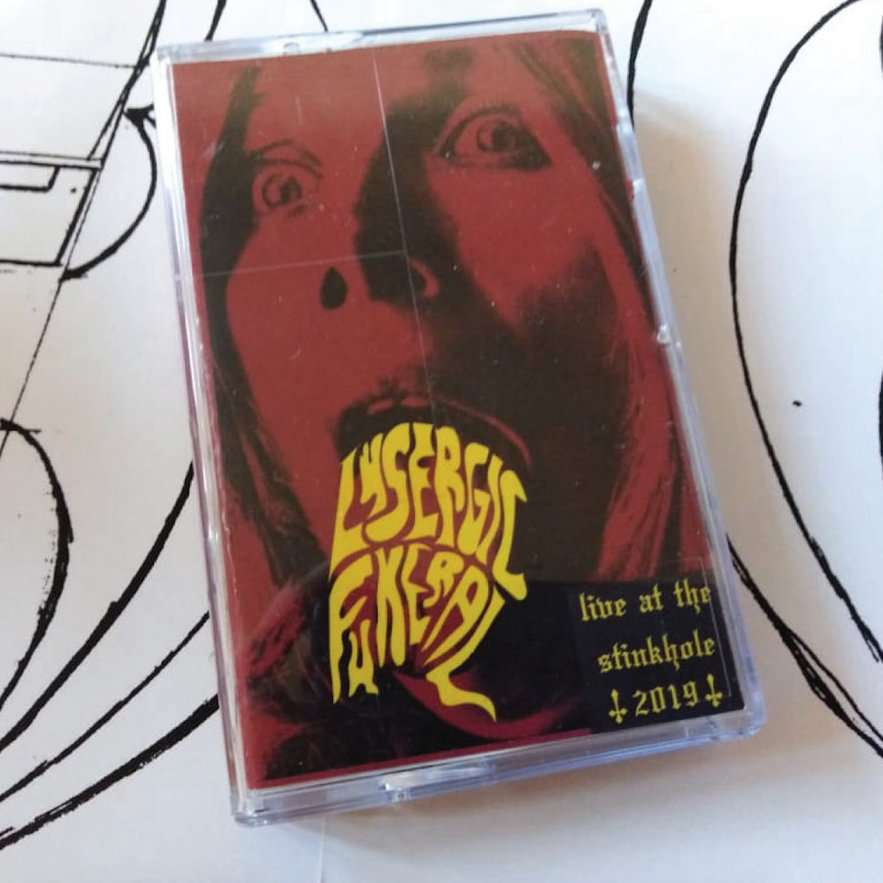 LYSERGIC
FUNERAL
live at the
stinkhole
2019